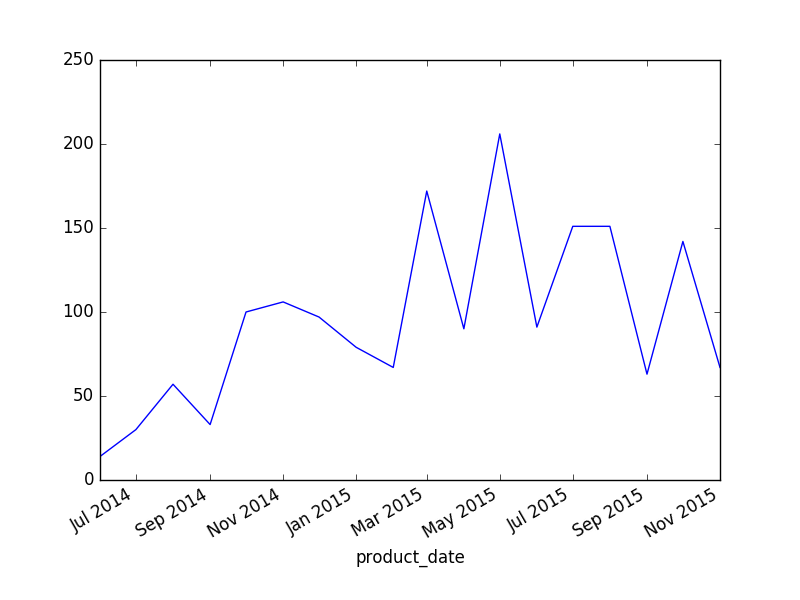 250
200
150
100
50
0
Jul 2014
Sep 2014
Nov 2014
Jan 2015
Mar 2015
May 2015
Jul 2015
Sep 2015
Nov 2015
product_date